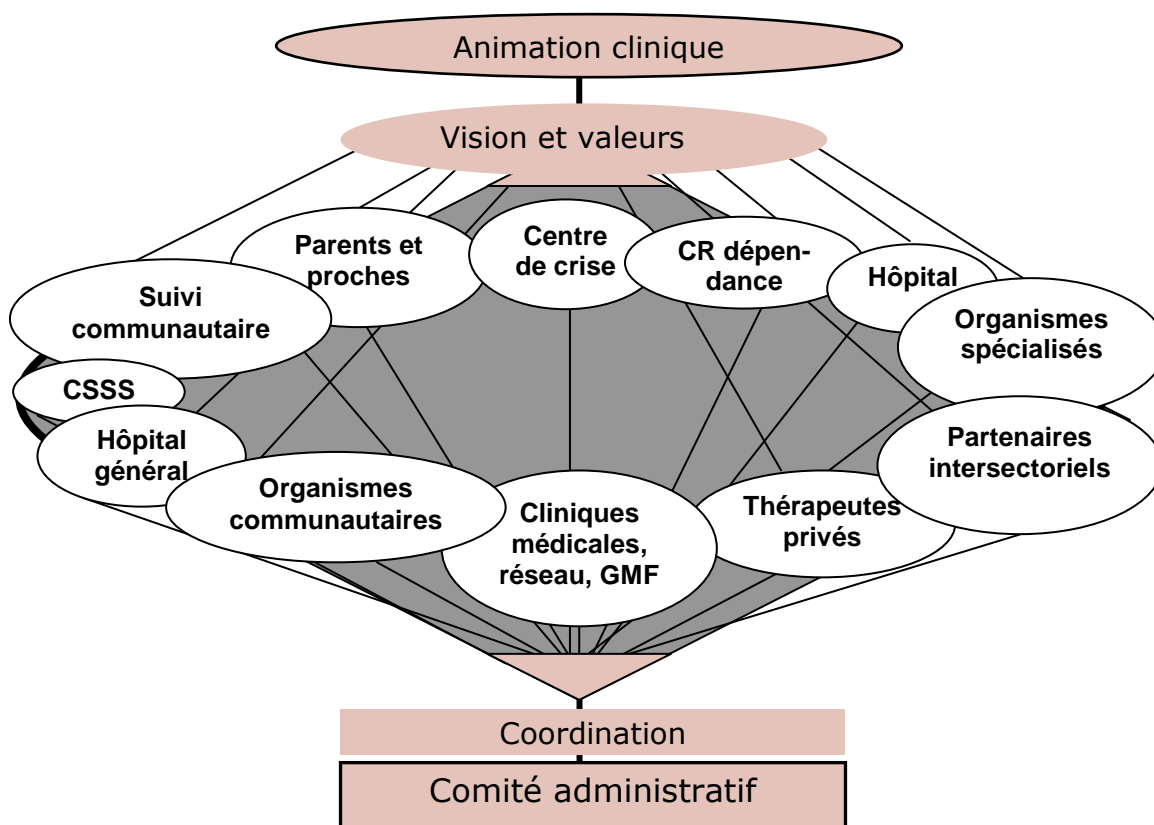 Animation clinique
Vision et valeurs
Parents et
proches
Centre
de crise
CR dépen-
dance
Hôpital
Suivi
communautaire
Organismes
spécialisés
CSSS
Hôpital
général
Partenaires
intersectoriels
Organismes
communautaires
Cliniques
médicales,
réseau, GMF
Thérapeutes
privés
Coordination
Comité administratif